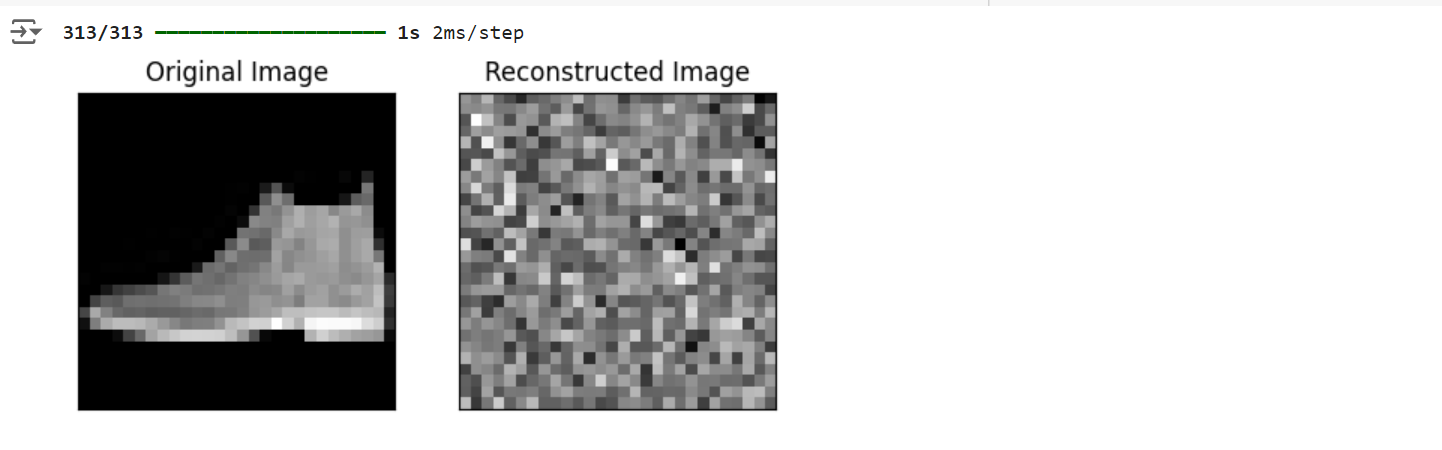 313/313 ━━━━━━━━━━━━━━━━━━━━ 1s 2ms/step
Original Image
Reconstructed Image